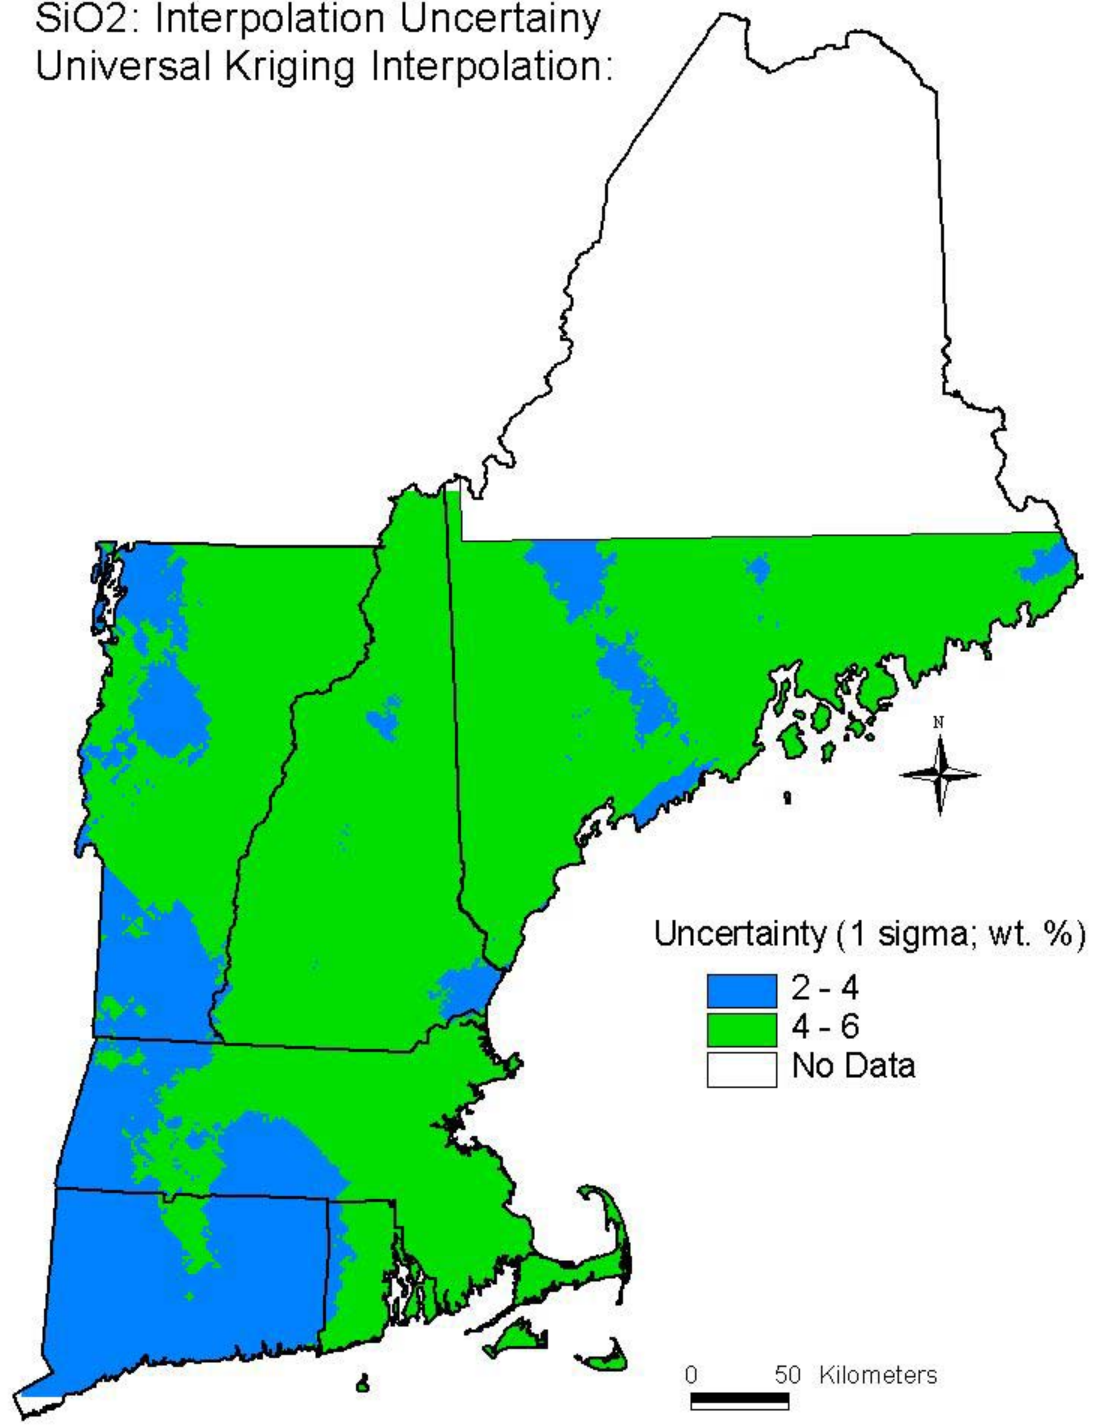 SiO2: Interpolation Uncertainy
Universal Kriging Interpolation:
N
Uncertainty (1 sigma; wt. %)
2 - 4
4 - 6
No Data
0 50 Kilometers